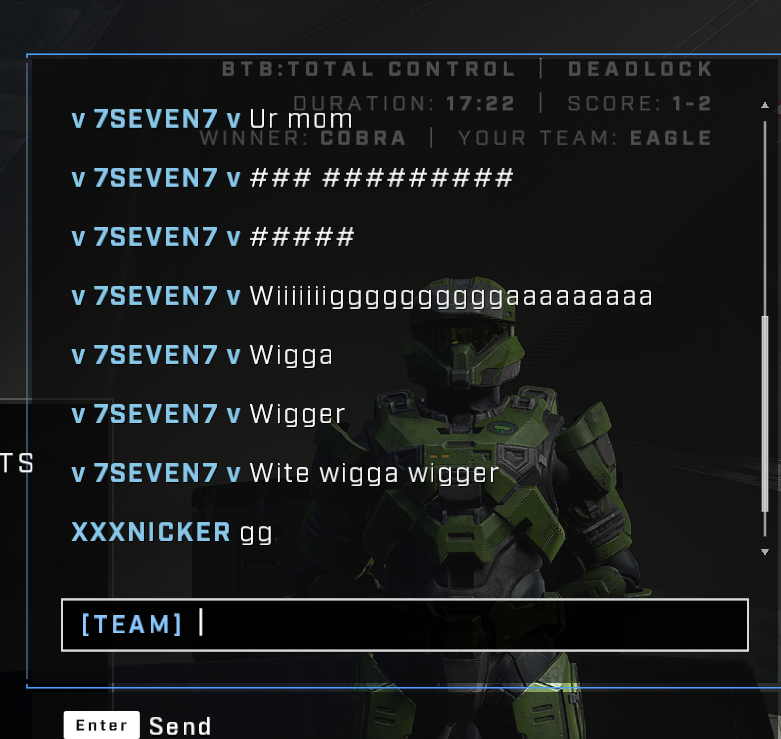 BTB:TOTAL CONTROL | DEADLOCK
DURATION: 17:22 | SCORE: 1-2
v 7SEVEN7 v Ur mom
WINNER: COBRA | YOUR TEAM: EAGLE
v 7SEVEN7 v ### #########
v 7SEVEN7 v #####
v 7SEVEN7 v Wiiiiiiiggggggggggaaaaaaaaa
v 7SEVEN7 v Wigga
v 7SEVEN7 v Wigger
TS
v 7SEVEN7 v Wite wigga wigger
XXXNICKER gg
[TEAM]
Enter Send